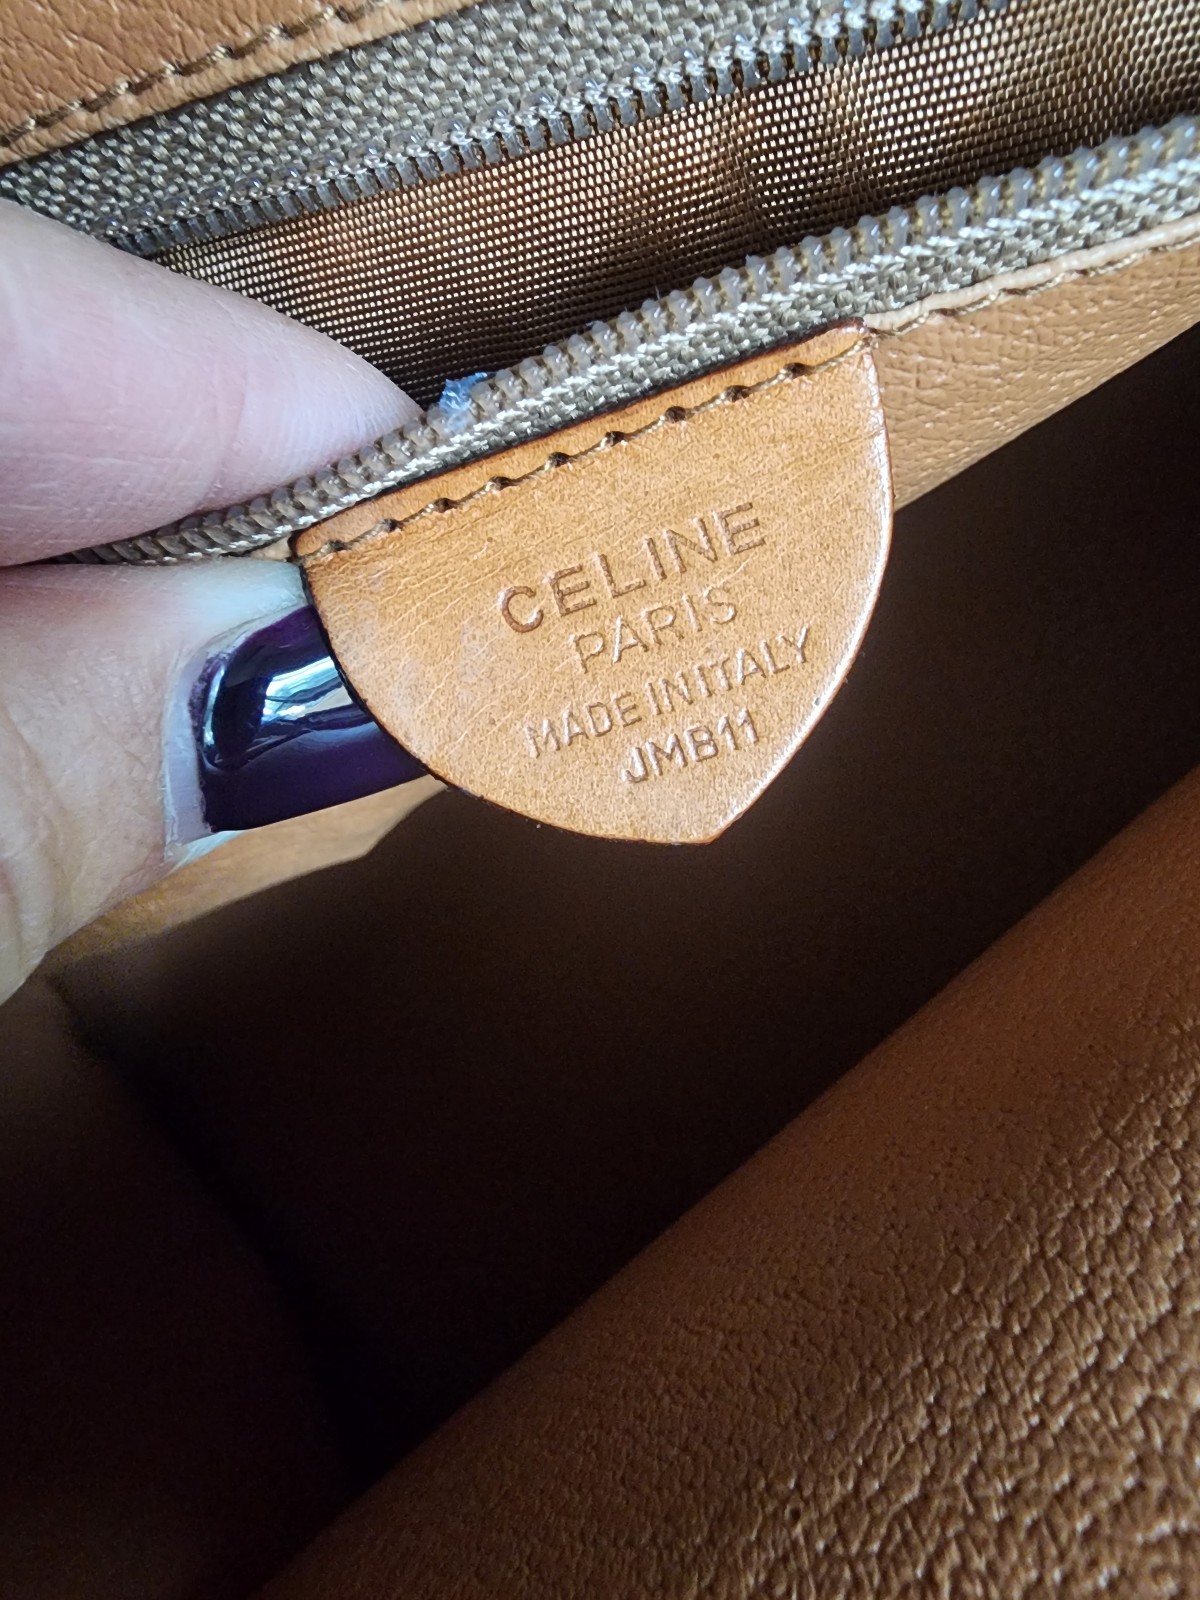 CELINE
PARIS
MADE IN ITALY
JMB11